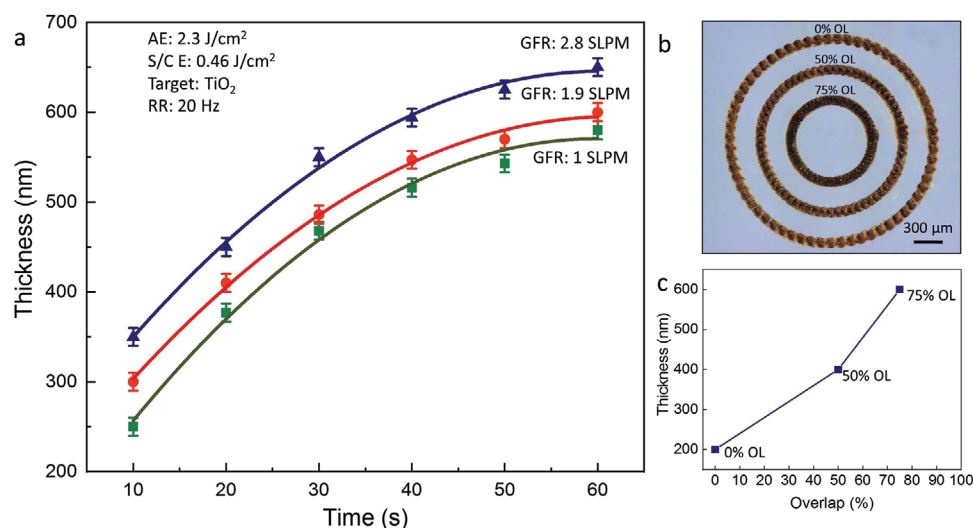 a
AE: 2.3 J/cm²
S/C E: 0.46 J/cm²
Target: TiO₂
RR: 20 Hz
GFR: 2.8 SLPM
GFR: 1.9 SLPM
GFR: 1 SLPM
700
600
500
400
300
200
Thickness (nm)
10 20 30 40 50 60
Time (s)
b
0% OL
50% OL
75% OL
300 µm
c
600
500
400
300
200
Thickness (nm)
75% OL
50% OL
0% OL
0 10 20 30 40 50 60 70 80 90 100
Overlap (%)